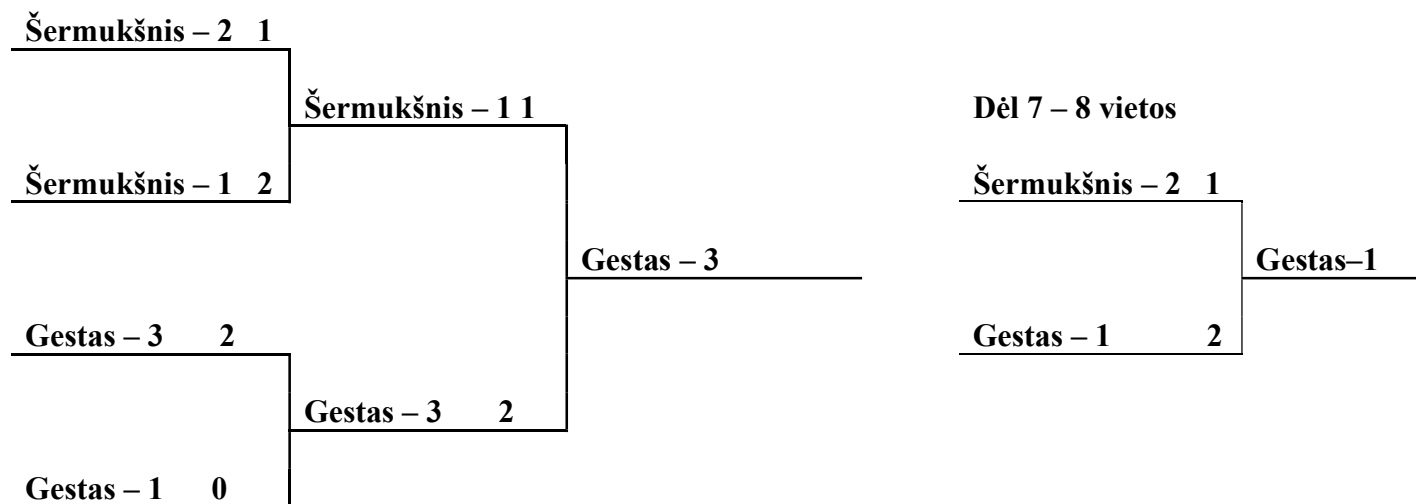 Šermukšnis – 2 1
Šermukšnis – 1 1
Dėl 7 – 8 vietos
Šermukšnis – 1 2
Šermukšnis – 2 1
Gestas – 3
Gestas–1
Gestas – 3 2
Gestas – 1 2
Gestas – 3 2
Gestas – 1 0